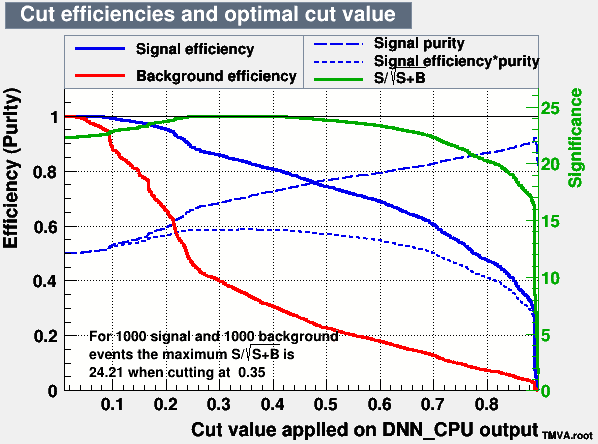 Cut efficiencies and optimal cut value
Signal efficiency
Background efficiency
Signal purity
Signal efficiency*purity
S/√S+B
Efficiency (Purity)
1
0.8
0.6
0.4
0.2
0
25
20
15
10
5
0
Significance
For 1000 signal and 1000 background
events the maximum S/√S+B is
24.21 when cutting at 0.35
0.1 0.2 0.3 0.4 0.5 0.6 0.7 0.8
Cut value applied on DNN_CPU output
TMVA.root